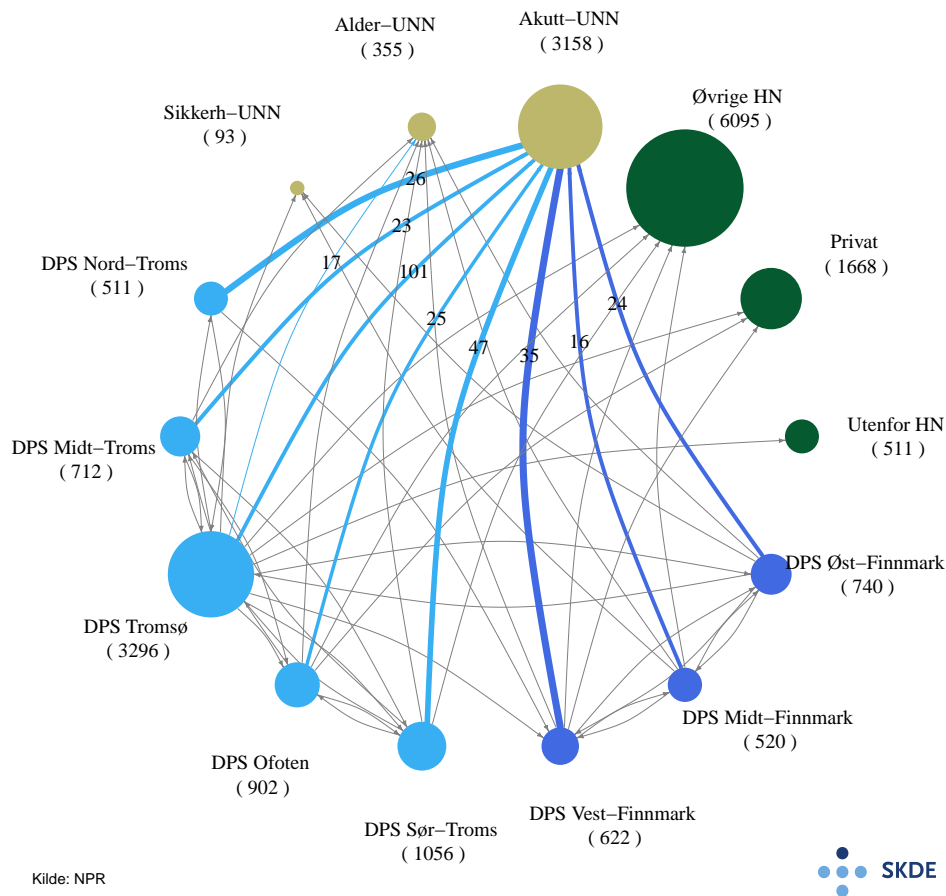 Akutt−UNN
( 3158 )
Alder−UNN
( 355 )
Øvrige HN
( 6095 )
Sikkerh−UNN
( 93 )
26
23
Privat
( 1668 )
DPS Nord−Troms
( 511 )
17
101
24
25
47
35
16
Utenfor HN
( 511 )
DPS Midt−Troms
( 712 )
DPS Øst−Finnmark
( 740 )
DPS Tromsø
( 3296 )
DPS Midt−Finnmark
( 520 )
DPS Ofoten
( 902 )
DPS Vest−Finnmark
( 622 )
DPS Sør−Troms
( 1056 )
Kilde: NPR
SKDE